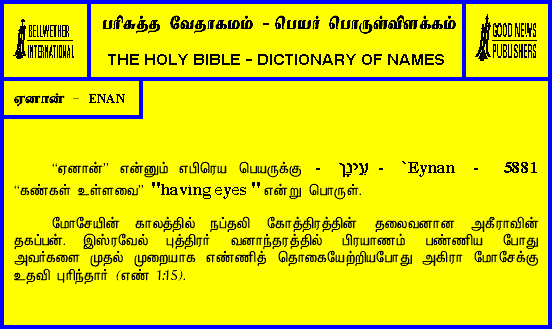 BELLWETHER
INTERNATIONAL
பரிசுத்த வேதாகமம் - பெயர் பொருள்விளக்கம்
THE HOLY BIBLE - DICTIONARY OF NAMES
GOOD NEWS
PUBLISHERS
ஏனான் - ENAN
“ஏனான்” என்னும் எபிரெய பெயருக்கு - עֵינָן - `Eynan - 5881
“கண்கள் உள்ளவை” "having eyes " என்று பொருள்.
மோசேயின் காலத்தில் நப்தலி கோத்திரத்தின் தலைவனான அகீராவின்
தகப்பன். இஸ்ரவேல் புத்திரர் வனாந்தரத்தில் பிரயாணம் பண்ணிய போது
அவர்களை முதல் முறையாக எண்ணித் தொகையேற்றியபோது அகிரா மோசேக்கு
உதவி புரிந்தார் (எண் 1:15).